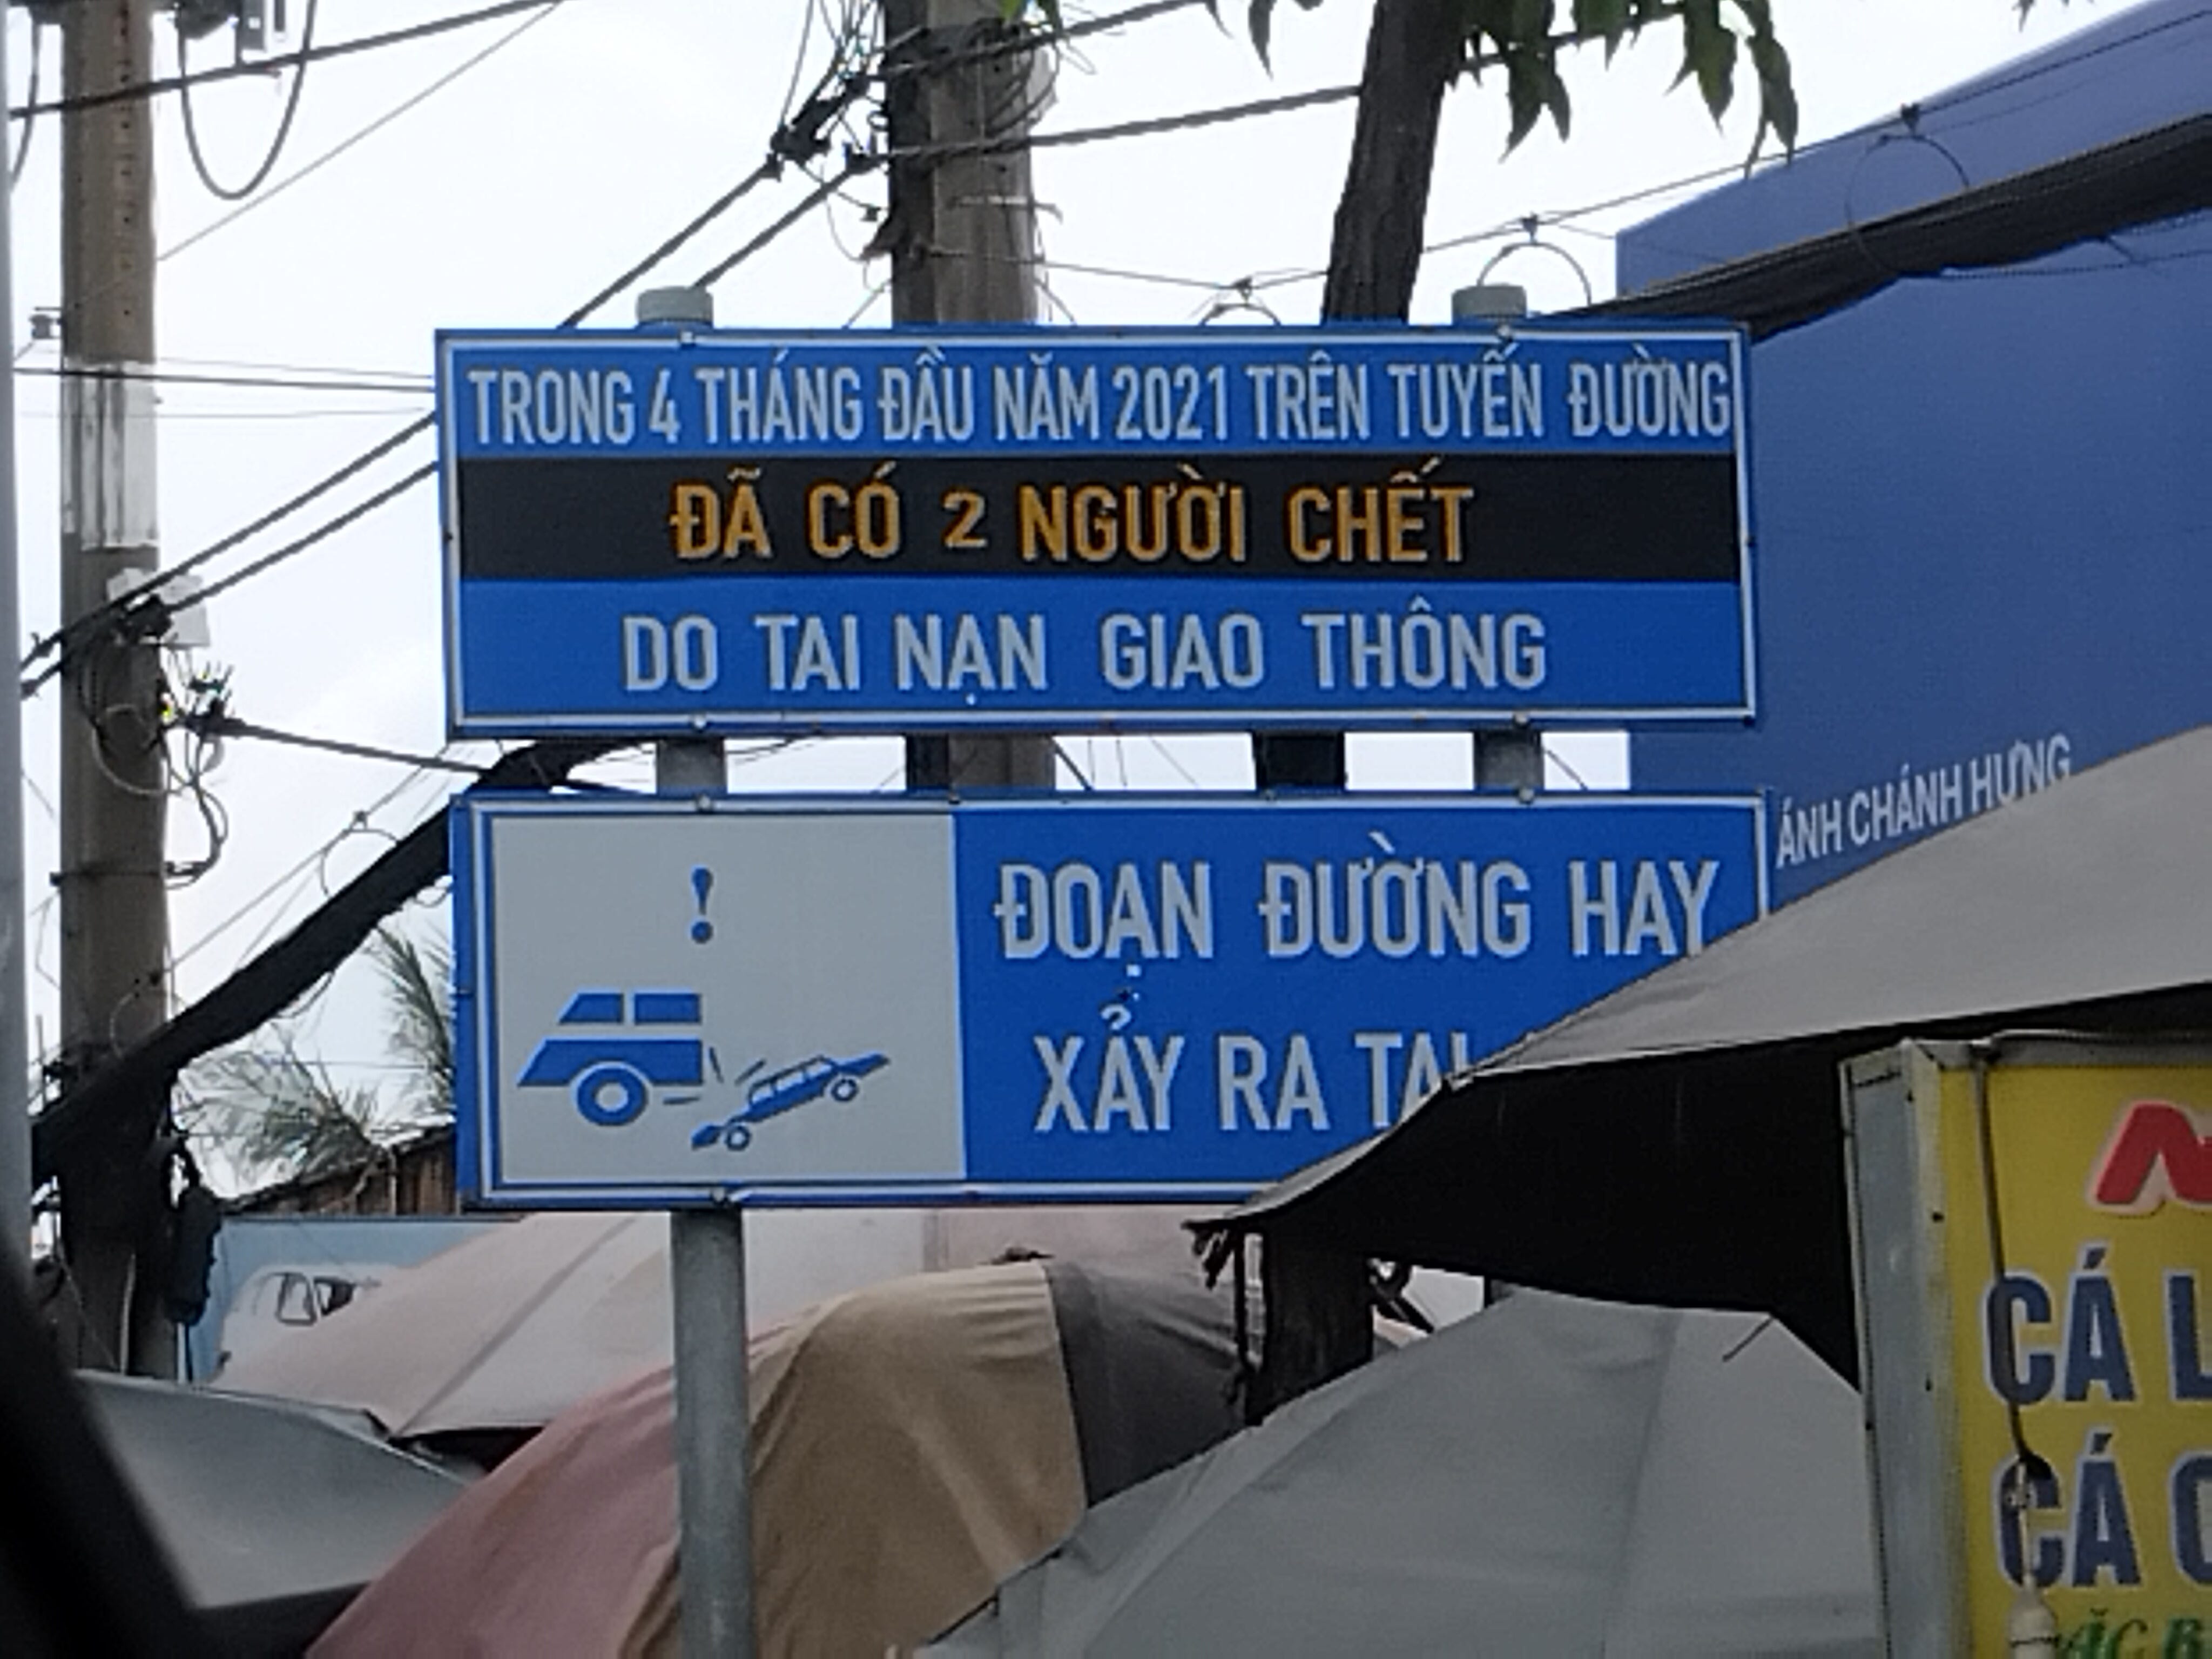 TRONG 4 THÁNG ĐẦU NĂM 2021 TRÊN TUYẾN ĐƯỜNG
ĐÃ CÓ 2 NGƯỜI CHẾT
DO TAI NẠN GIAO THÔNG
!
ĐOẠN ĐƯỜNG HAY
XẢY RA TAI
ÁNH CHÁNH HƯNG
CÁ
CÁ